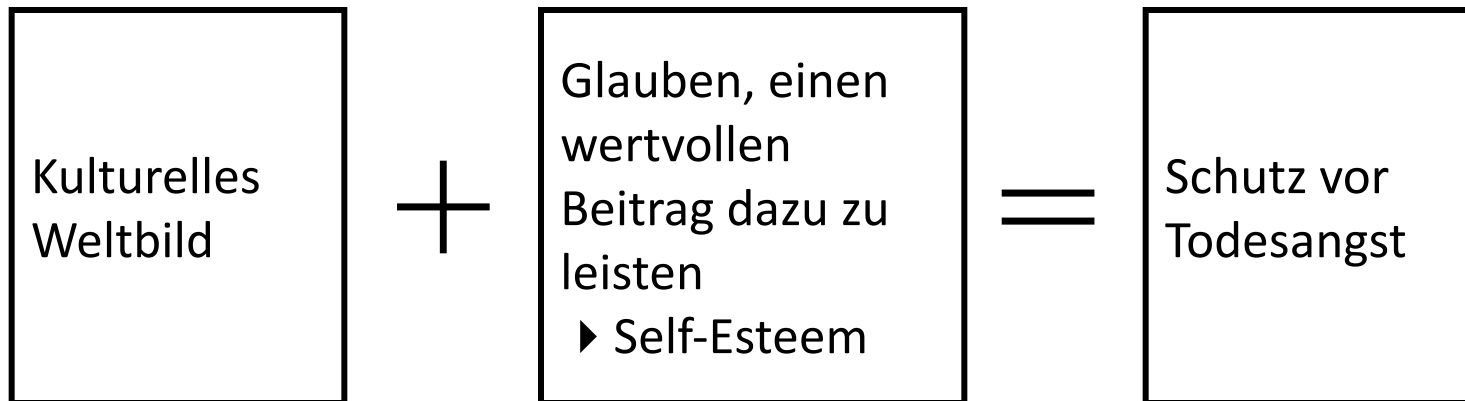 Kulturelles
Weltbild
+
Glauben, einen
wertvollen
Beitrag dazu zu
leisten
▶ Self-Esteem
=
Schutz vor
Todesangst